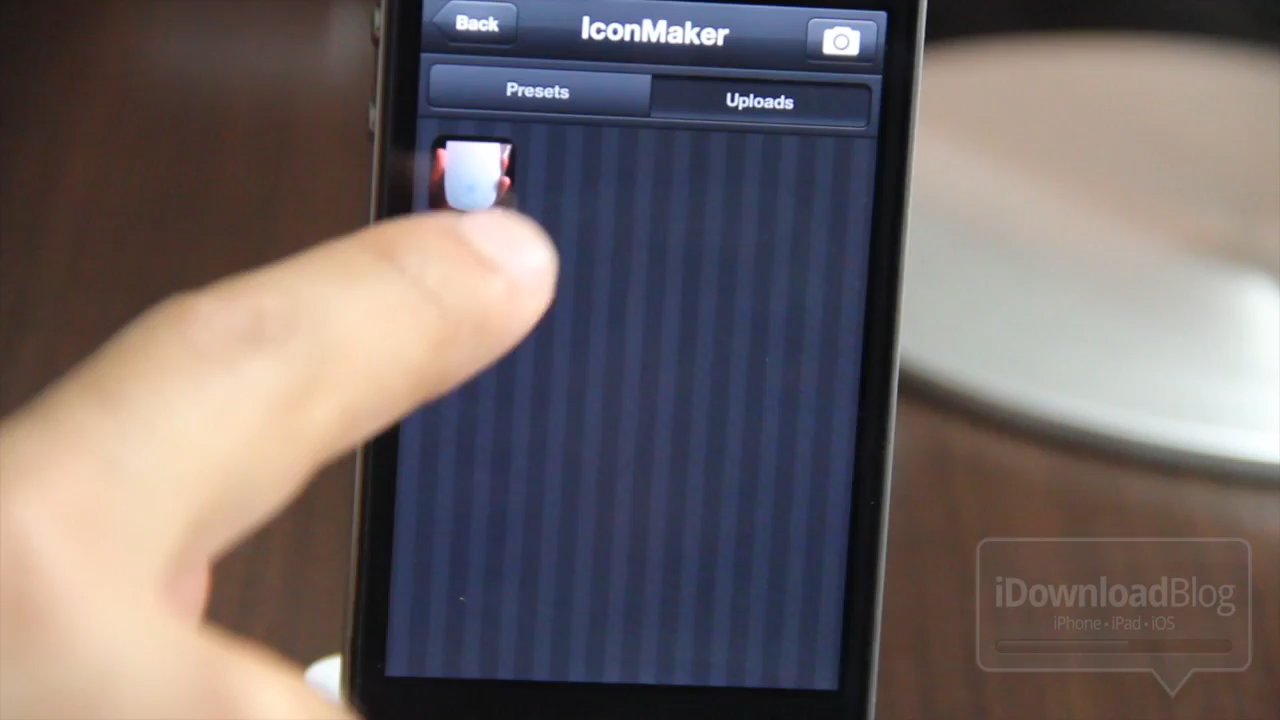 Back
IconMaker
Presets
Uploads
iDownloadBlog
iPhone • iPad • iOS